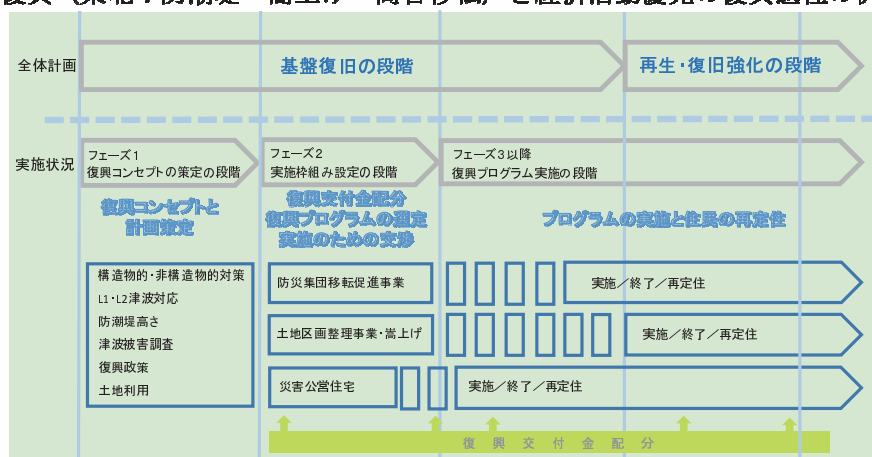 全体計画
基盤復旧の段階
再生・復旧強化の段階
実施状況
フェーズ1
復興コンセプトの策定の段階
フェーズ2
実施枠組み設定の段階
フェーズ3以降
復興プログラム実施の段階
復興コンセプトと
計画策定
復興交付金配分
復興プログラムの選定
実施のための交渉
プログラムの実施と住民の再定住
構造物的・非構造物的対策
L1・L2津波対応
防潮堤高さ
津波被害調査
復興政策
土地利用
防災集団移転促進事業
実施/終了/再定住
土地区画整理事業・嵩上げ
実施/終了/再定住
災害公営住宅
実施/終了/再定住
復興交付金配分